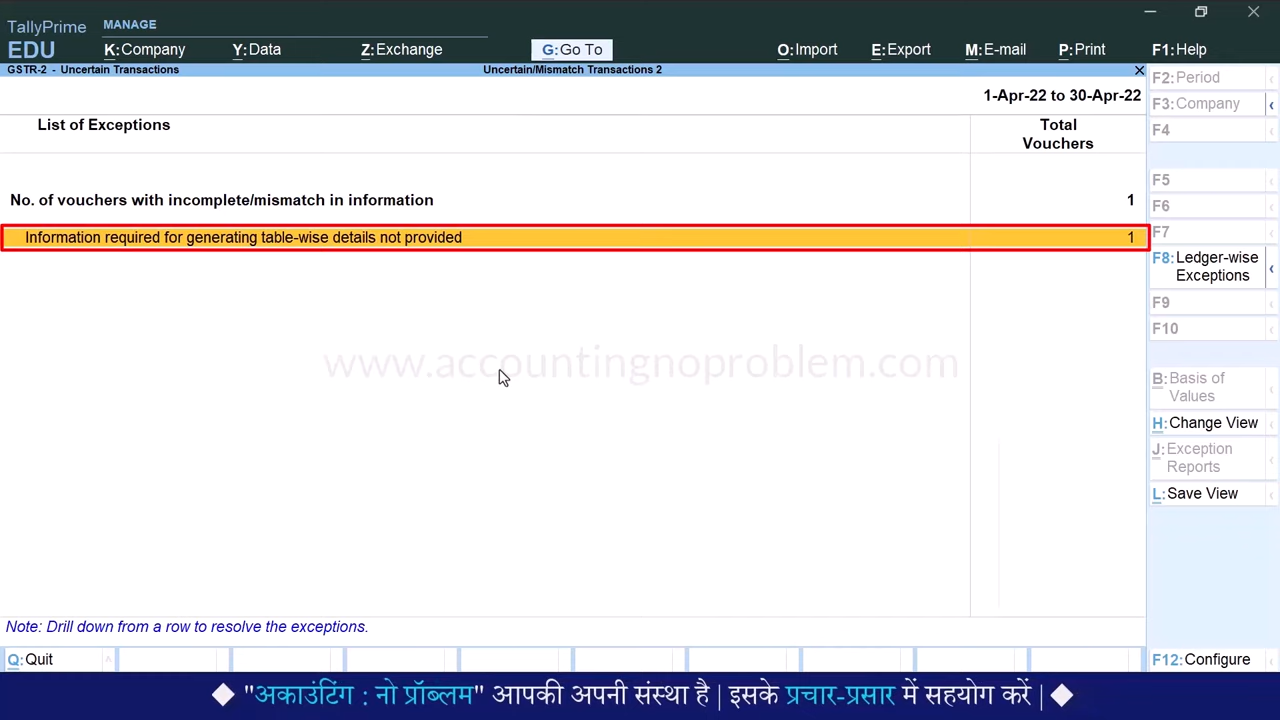 TallyPrime
EDU
MANAGE
K:Company Y:Data Z:Exchange G:Go To O:Import E:Export M:E-mail P:Print F1:Help
GSTR-2 - Uncertain Transactions Uncertain/Mismatch Transactions 2
1-Apr-22 to 30-Apr-22
List of Exceptions
Total
Vouchers
No. of vouchers with incomplete/mismatch in information 1
Information required for generating table-wise details not provided 1
www.accountingnoproblem.com
Note: Drill down from a row to resolve the exceptions.
Q:Quit
F2:Period
F3:Company
F4
F5
F6
F7
F8:Ledger-wise
Exceptions
F9
F10
B:Basis of
Values
H:Change View
J:Exception
Reports
L:Save View
F12:Configure
"अकाउंटिंग : नो प्रॉब्लम" आपकी अपनी संस्था है | इसके प्रचार-प्रसार में सहयोग करें |